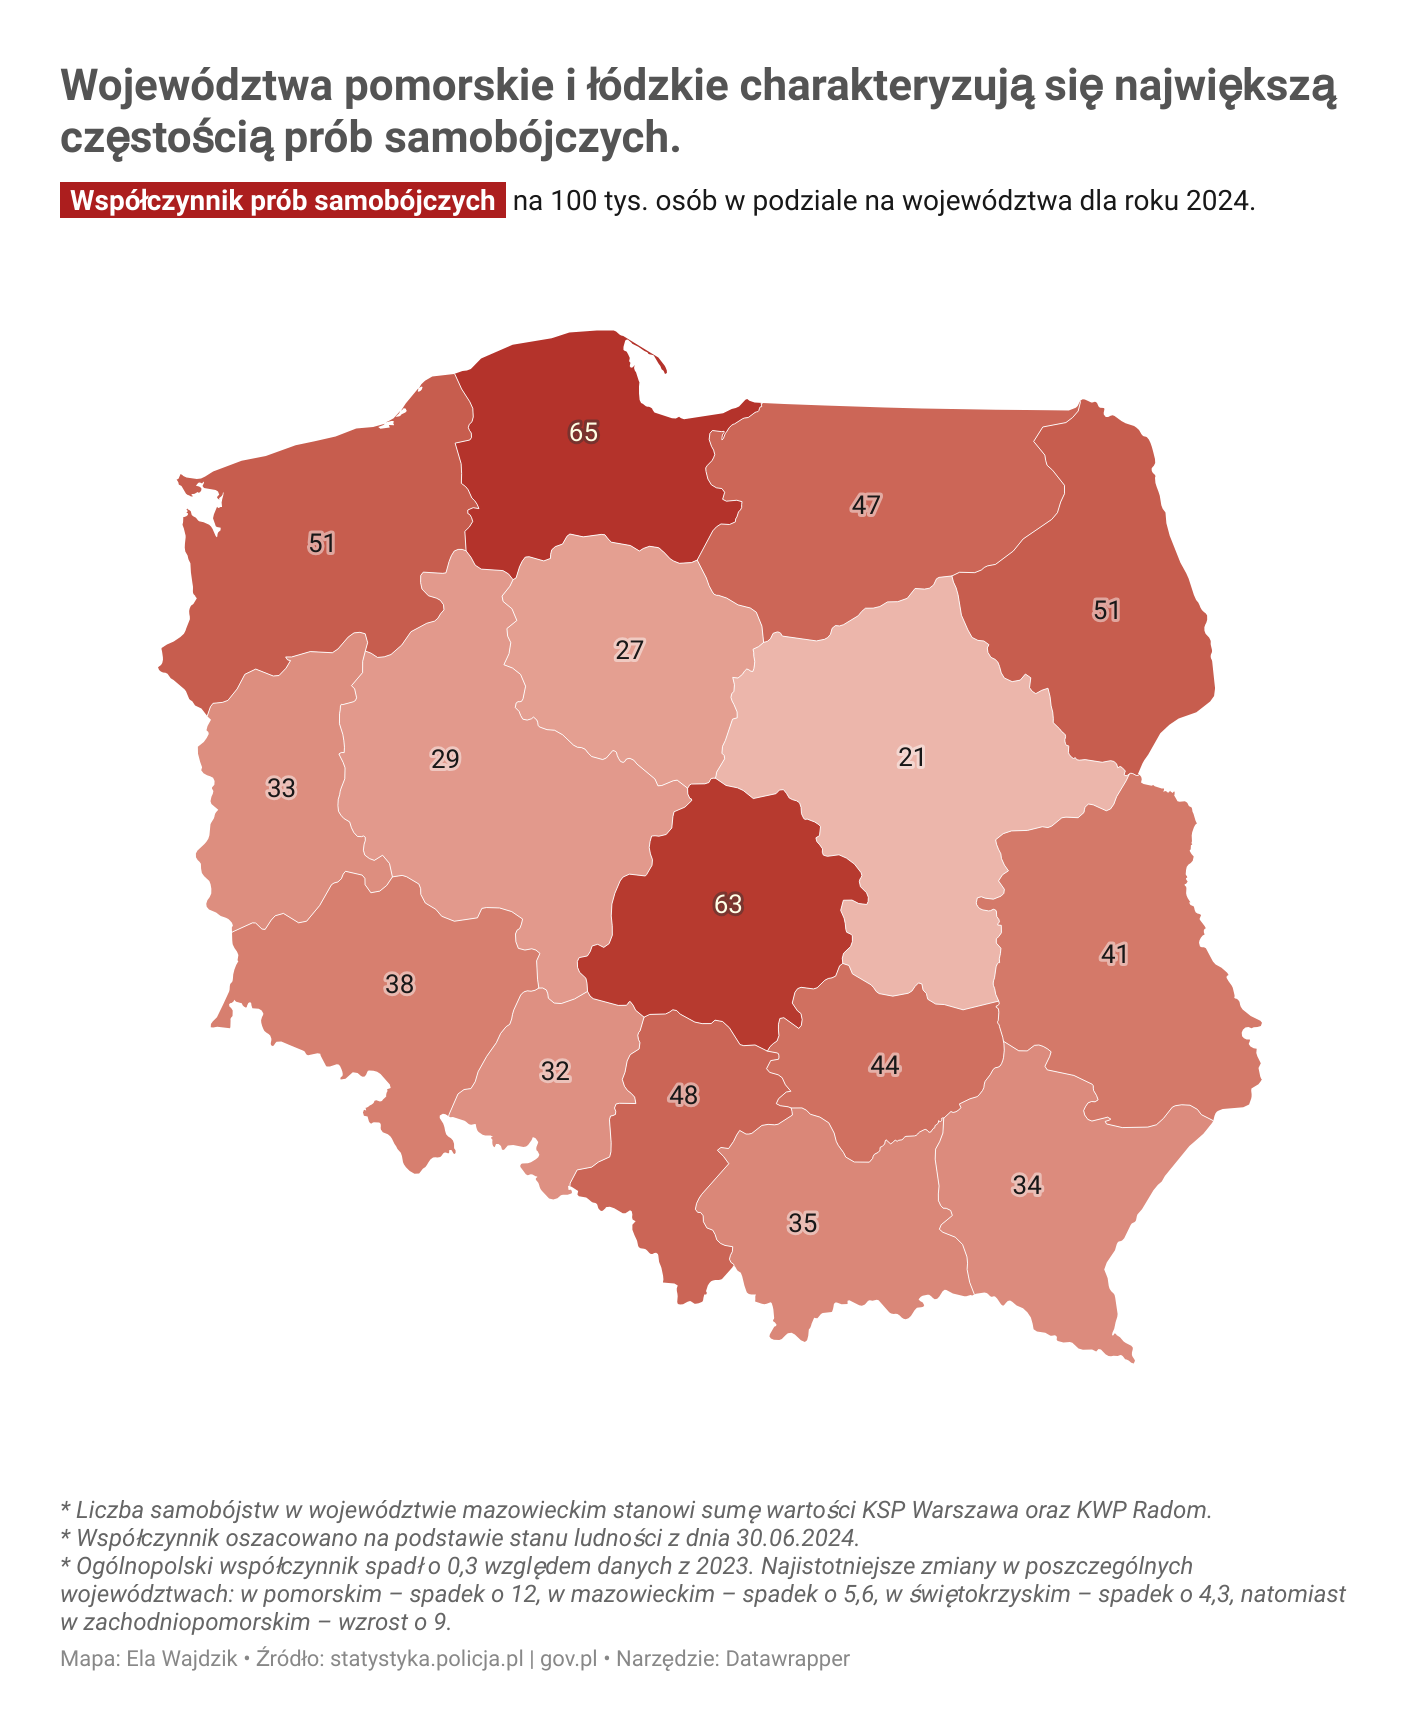 Województwa pomorskie i łódzkie charakteryzują się największą
częstością prób samobójczych.
Współczynnik prób samobójczych na 100 tys. osób w podziale na województwa dla roku 2024.
65
47
51
51
27
29
21
33
63
41
38
44
32
48
34
35
* Liczba samobójstw w województwie mazowieckim stanowi sumę wartości KSP Warszawa oraz KWP Radom.
* Współczynnik oszacowano na podstawie stanu ludności z dnia 30.06.2024.
* Ogólnopolski współczynnik spadł o 0,3 względem danych z 2023. Najistotniejsze zmiany w poszczególnych
województwach: w pomorskim – spadek o 12, w mazowieckim – spadek o 5,6, w świętokrzyskim – spadek o 4,3, natomiast
w zachodniopomorskim – wzrost o 9.
Mapa: Ela Wajdzik • Źródło: statystyka.policja.pl | gov.pl • Narzędzie: Datawrapper